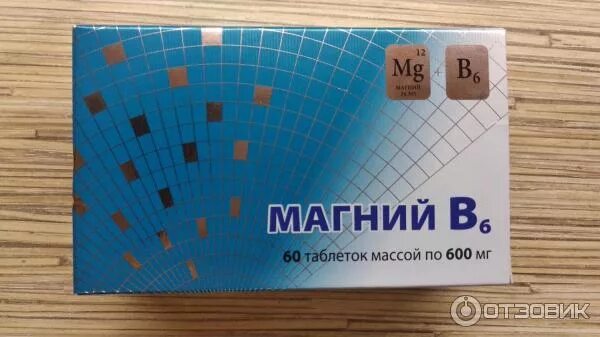 12
Mg
МАГНИЙ
24.305
B6
МАГНИЙ B6
60 таблеток массой по 600 мг
ОТЗОВИК